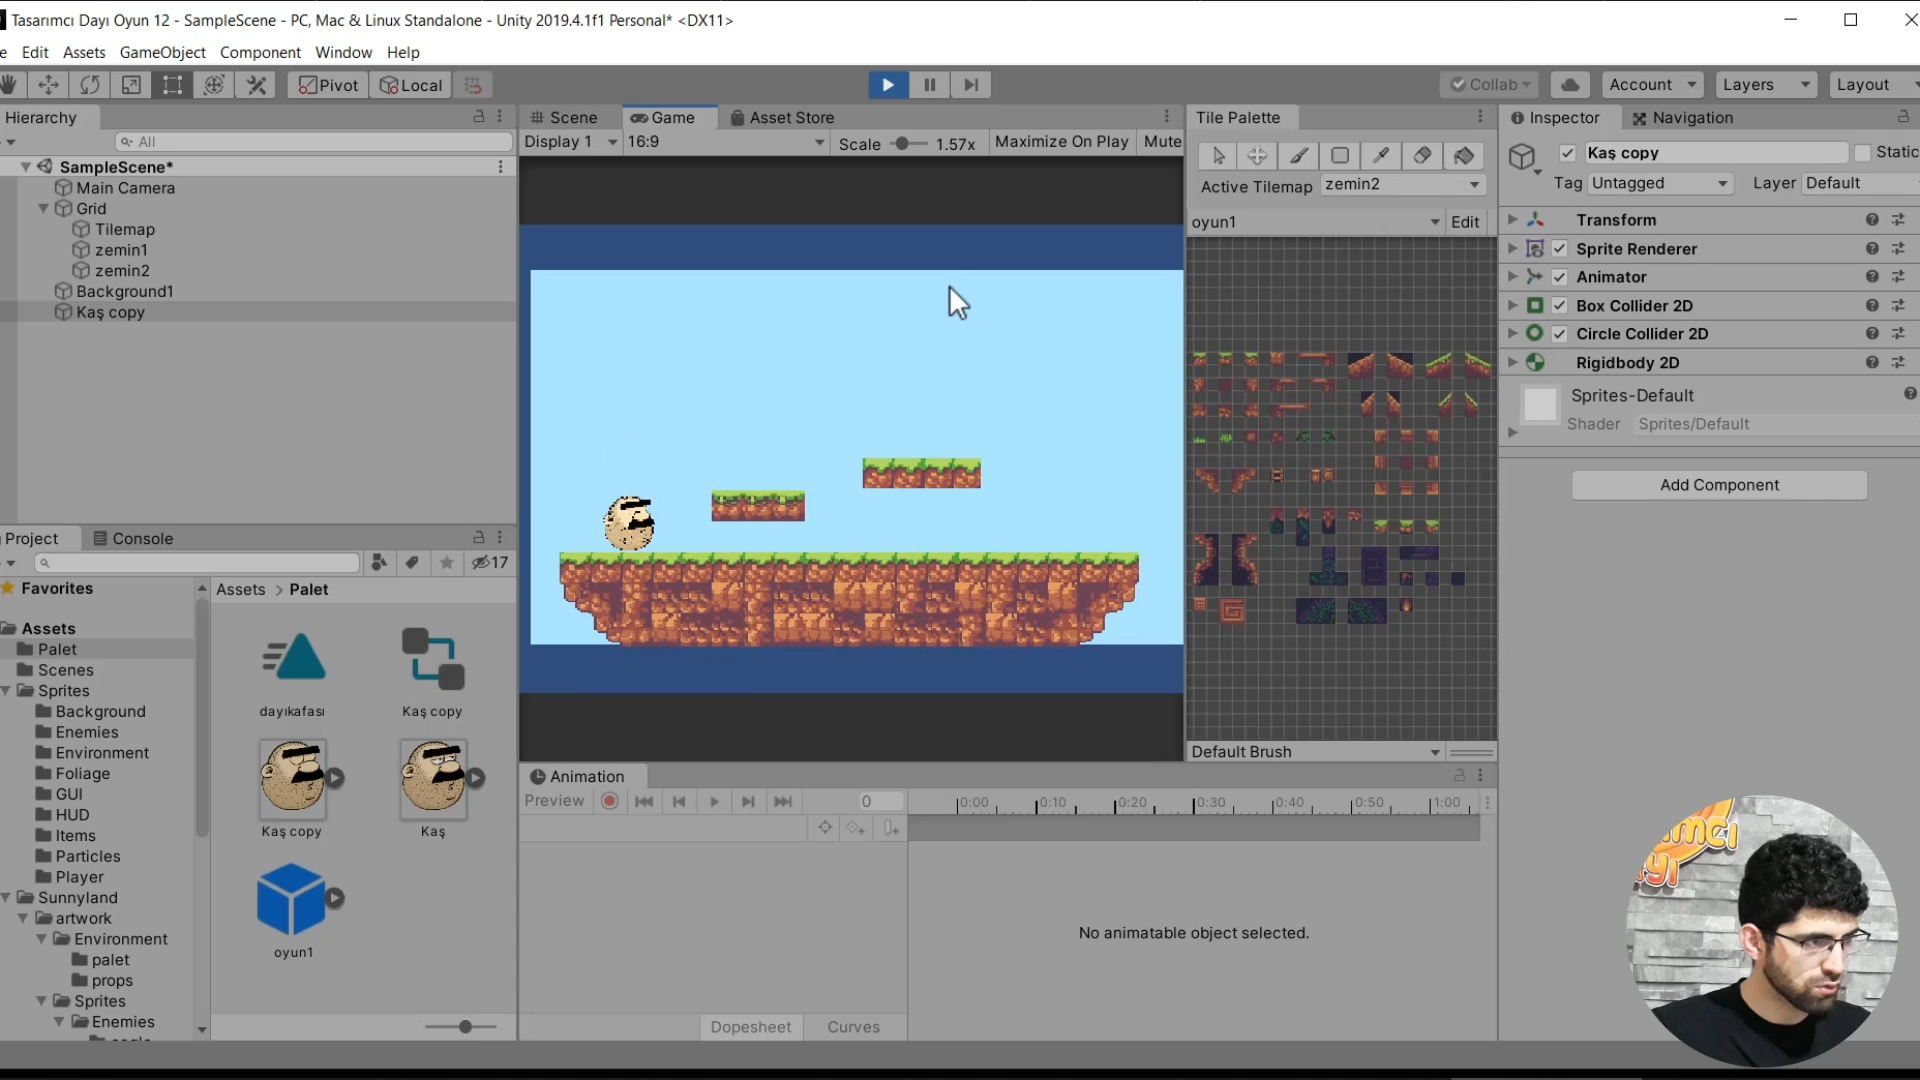 Tasarımcı Dayı Oyun 12 - SampleScene - PC, Mac & Linux Standalone - Unity 2019.4.1f1 Personal* <DX11>
Edit Assets GameObject Component Window Help
Pivot Local Collab Account Layers Layout
Hierarchy
All
SampleScene*
Main Camera
Grid
Tilemap
zemin1
zemin2
Background1
Kaş copy
Scene Game Asset Store
Display 1 16:9 Scale 1.57x Maximize On Play Mute
Tile Palette
Active Tilemap zemin2
oyun1 Edit
Default Brush
Inspector Navigation
Kaş copy Static
Tag Untagged Layer Default
Transform
Sprite Renderer
Animator
Box Collider 2D
Circle Collider 2D
Rigidbody 2D
Sprites-Default
Shader Sprites/Default
Add Component
Project Console
17
Favorites
Assets
Palet
Scenes
Sprites
Background
Enemies
Environment
Foliage
GUI
HUD
Items
Particles
Player
Sunnyland
artwork
Environment
palet
props
Sprites
Enemies
Assets > Palet
dayıkafası Kaş copy
Kaş copy Kaş
oyun1
Animation
Preview 0 0:00 0:10 0:20 0:30 0:40 0:50 1:00
No animatable object selected.
Dopesheet Curves